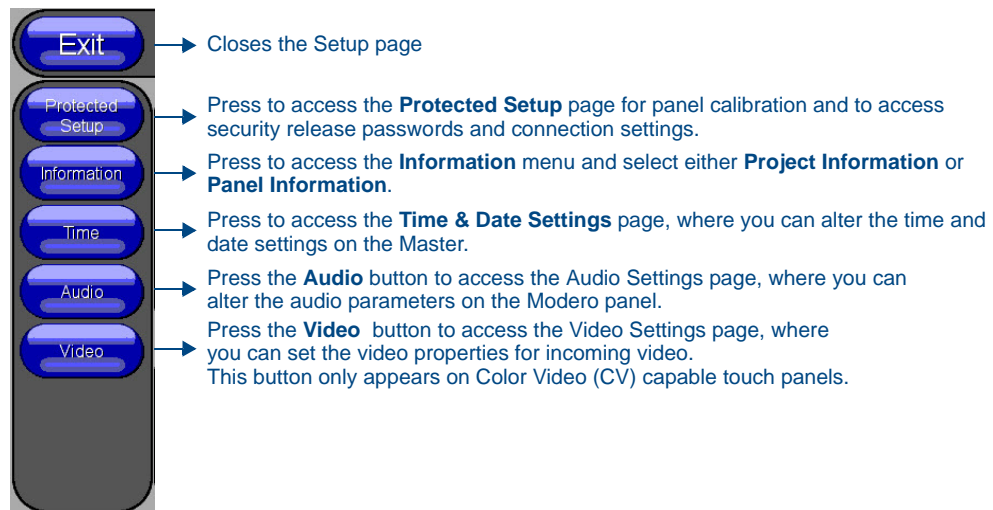 Exit
Closes the Setup page
Protected
Setup
Press to access the Protected Setup page for panel calibration and to access
security release passwords and connection settings.
Information
Press to access the Information menu and select either Project Information or
Panel Information.
Time
Press to access the Time & Date Settings page, where you can alter the time and
date settings on the Master.
Audio
Press the Audio button to access the Audio Settings page, where you can
alter the audio parameters on the Modero panel.
Video
Press the Video button to access the Video Settings page, where
you can set the video properties for incoming video.
This button only appears on Color Video (CV) capable touch panels.